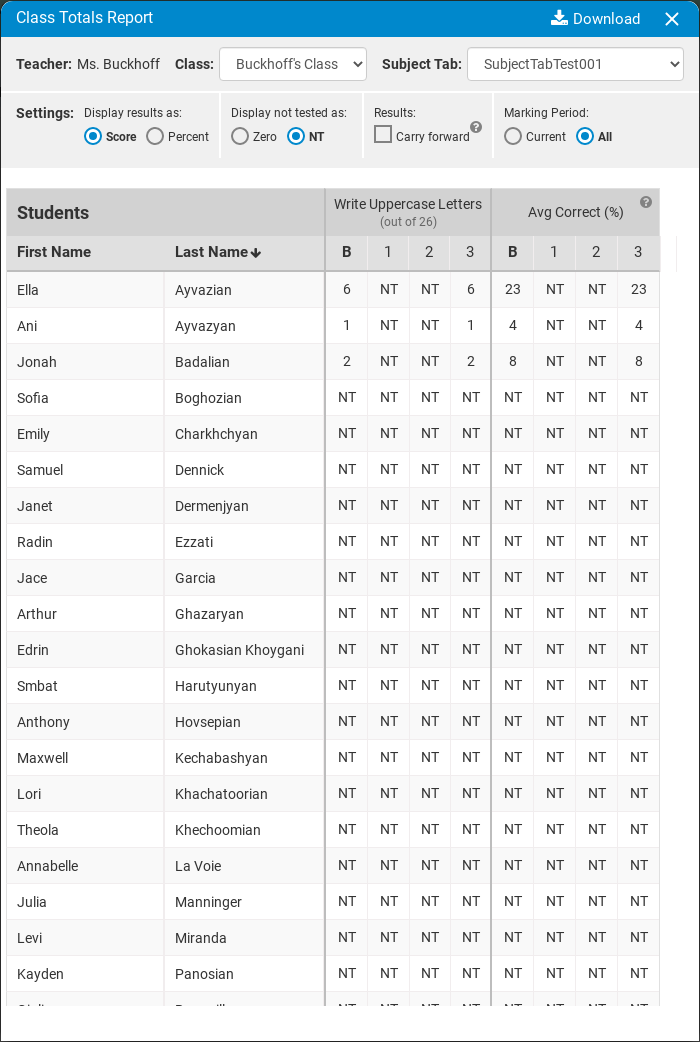 Class Totals Report Download
Teacher: Ms. Buckhoff Class: Buckhoff's Class Subject Tab: SubjectTabTest001
Settings: Display results as: Display not tested as: Results: Marking Period:
Score Percent Zero NT Carry forward ? Current All
Students Write Uppercase Letters Avg Correct (%) ?
(out of 26)
First Name Last Name B 1 2 3 B 1 2 3
Ella Ayvazian 6 NT NT 6 23 NT NT 23
Ani Ayvazyan 1 NT NT 1 4 NT NT 4
Jonah Badalian 2 NT NT 2 8 NT NT 8
Sofia Boghozian NT NT NT NT NT NT NT NT
Emily Charkhchyan NT NT NT NT NT NT NT NT
Samuel Dennick NT NT NT NT NT NT NT NT
Janet Dermenjyan NT NT NT NT NT NT NT NT
Radin Ezzati NT NT NT NT NT NT NT NT
Jace Garcia NT NT NT NT NT NT NT NT
Arthur Ghazaryan NT NT NT NT NT NT NT NT
Edrin Ghokasian Khoygani NT NT NT NT NT NT NT NT
Smbat Harutyunyan NT NT NT NT NT NT NT NT
Anthony Hovsepian NT NT NT NT NT NT NT NT
Maxwell Kechabashyan NT NT NT NT NT NT NT NT
Lori Khachatoorian NT NT NT NT NT NT NT NT
Theola Khechoomian NT NT NT NT NT NT NT NT
Annabelle La Voie NT NT NT NT NT NT NT NT
Julia Manninger NT NT NT NT NT NT NT NT
Levi Miranda NT NT NT NT NT NT NT NT
Kayden Panosian NT NT NT NT NT NT NT NT
NT NT NT NT NT NT NT NT